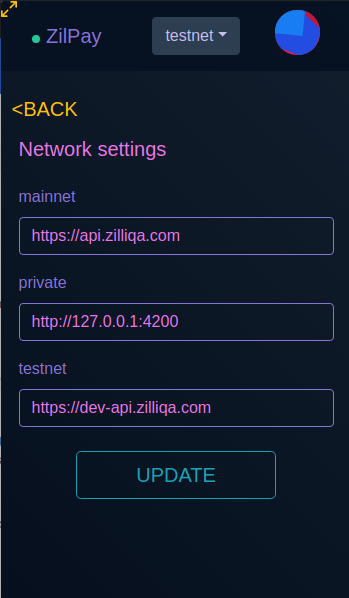 ZilPay
testnet
<BACK
Network settings
mainnet
https://api.zilliqa.com
private
http://127.0.0.1:4200
testnet
https://dev-api.zilliqa.com
UPDATE